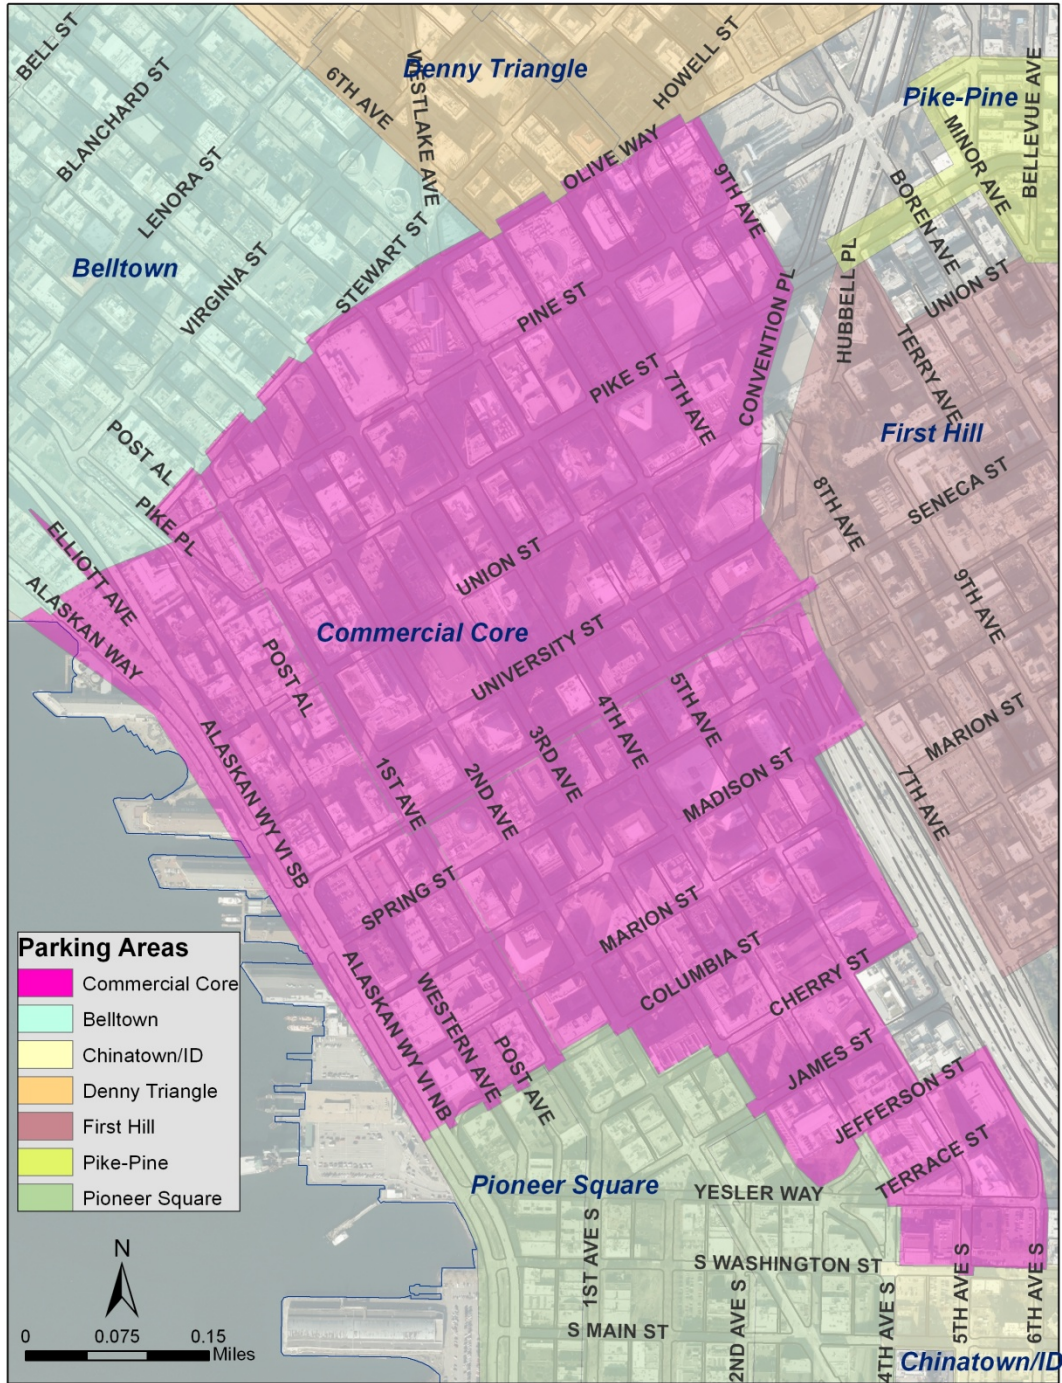 BELL ST
BLANCHARD ST
6TH AVE
WESTLAKE AVE
Denny Triangle
HOWELL ST
Pike-Pine
BELLEVUE AVE
MINOR AVE
LENORA ST
OLIVE WAY
9TH AVE
BOREN AVE
Belltown
VIRGINIA ST
STEWART ST
PINE ST
CONVENTION PL
HUBBELL PL
UNION ST
PIKE ST
7TH AVE
TERRY AVE
First Hill
POST AL
PIKE PL
8TH AVE
SENECA ST
ELLIOTT AVE
ALASKAN WAY
UNION ST
9TH AVE
Commercial Core
POST AL
UNIVERSITY ST
5TH AVE
4TH AVE
MARION ST
3RD AVE
ALASKAN WY VI SB
1ST AVE
2ND AVE
MADISON ST
7TH AVE
SPRING ST
MARION ST
COLUMBIA ST
CHERRY ST
ALASKAN WY VI NB
WESTERN AVE
POST AVE
JAMES ST
JEFFERSON ST
TERRACE ST
Parking Areas
Commercial Core
Belltown
Chinatown/ID
Denny Triangle
First Hill
Pike-Pine
Pioneer Square
Pioneer Square
YESLER WAY
1ST AVE S
S WASHINGTON ST
2ND AVE S
4TH AVE S
5TH AVE S
6TH AVE S
S MAIN ST
Chinatown/ID
N
0 0.075 0.15
Miles